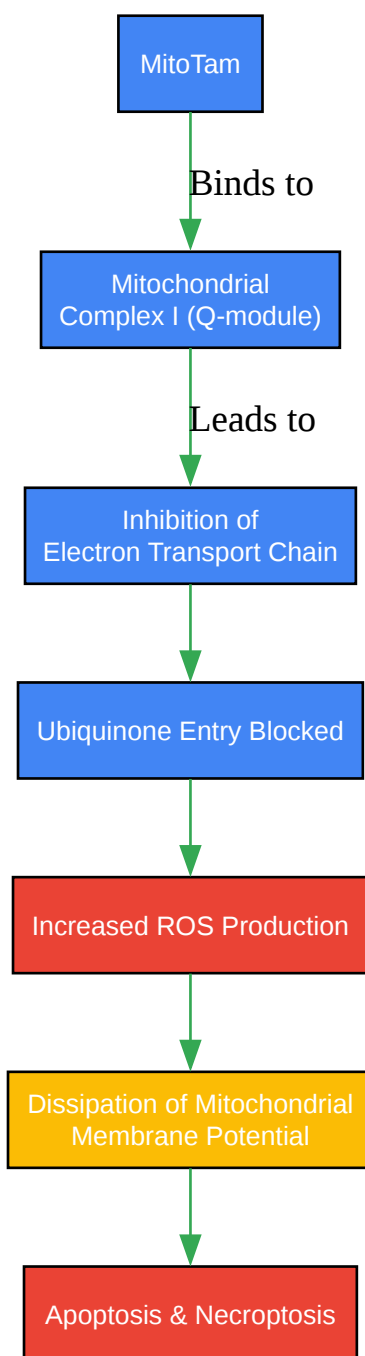 MitoTam
Binds to
Mitochondrial
Complex I (Q-module)
Leads to
Inhibition of
Electron Transport Chain
Ubiquinone Entry Blocked
Increased ROS Production
Dissipation of Mitochondrial
Membrane Potential
Apoptosis & Necroptosis